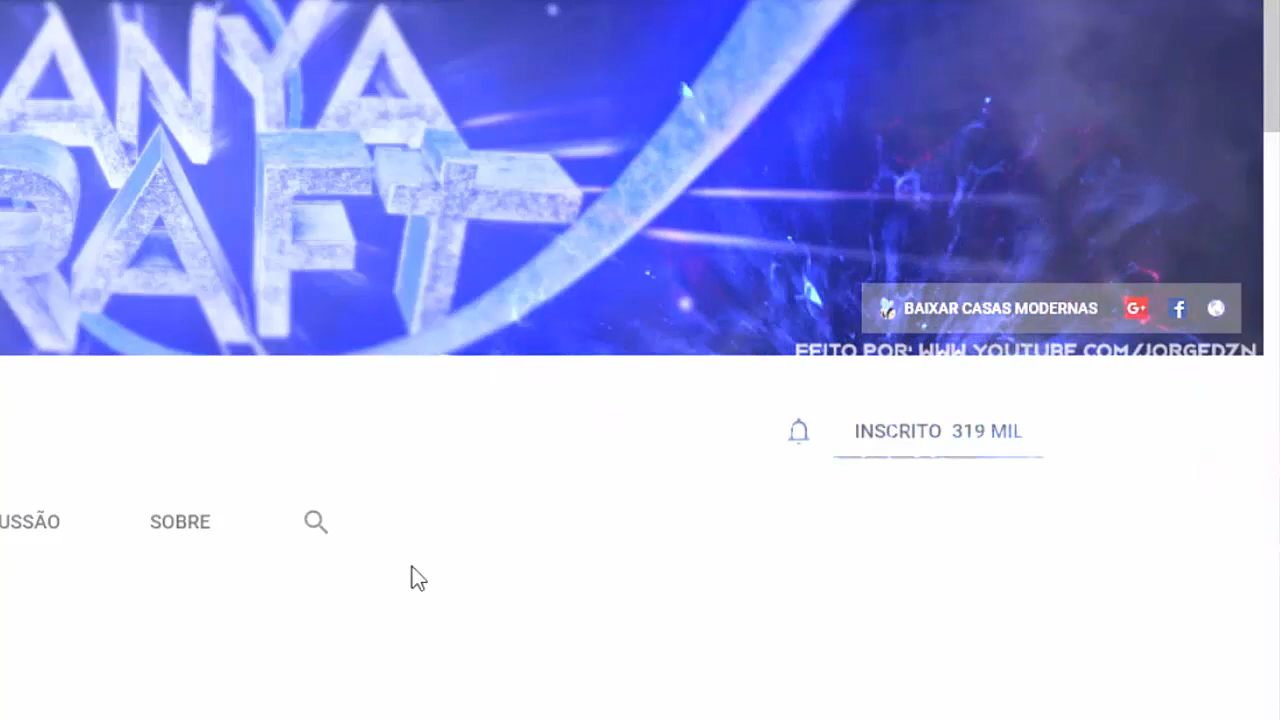 ANYA
RAFT
BAIXAR CASAS MODERNAS G+ f
EFEITO POR: WWW.YOUTUBE.COM/JORGEDZN
INSCRITO 319 MIL
USSÃO SOBRE